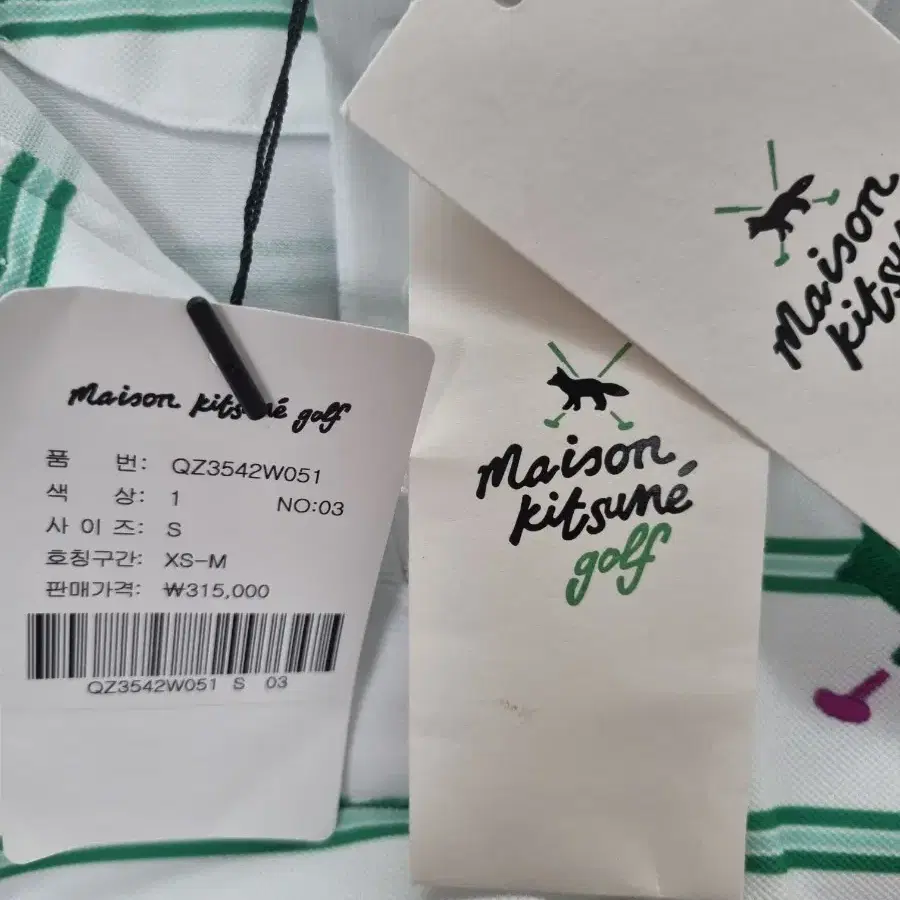 maison kitsuné golf
품 번: QZ3542W051
색 상: 1 NO:03
사 이 즈: S
호칭구간: XS-M
판매가격: ₩315,000
QZ3542W051 S 03
maison
kitsuné
golf
maison